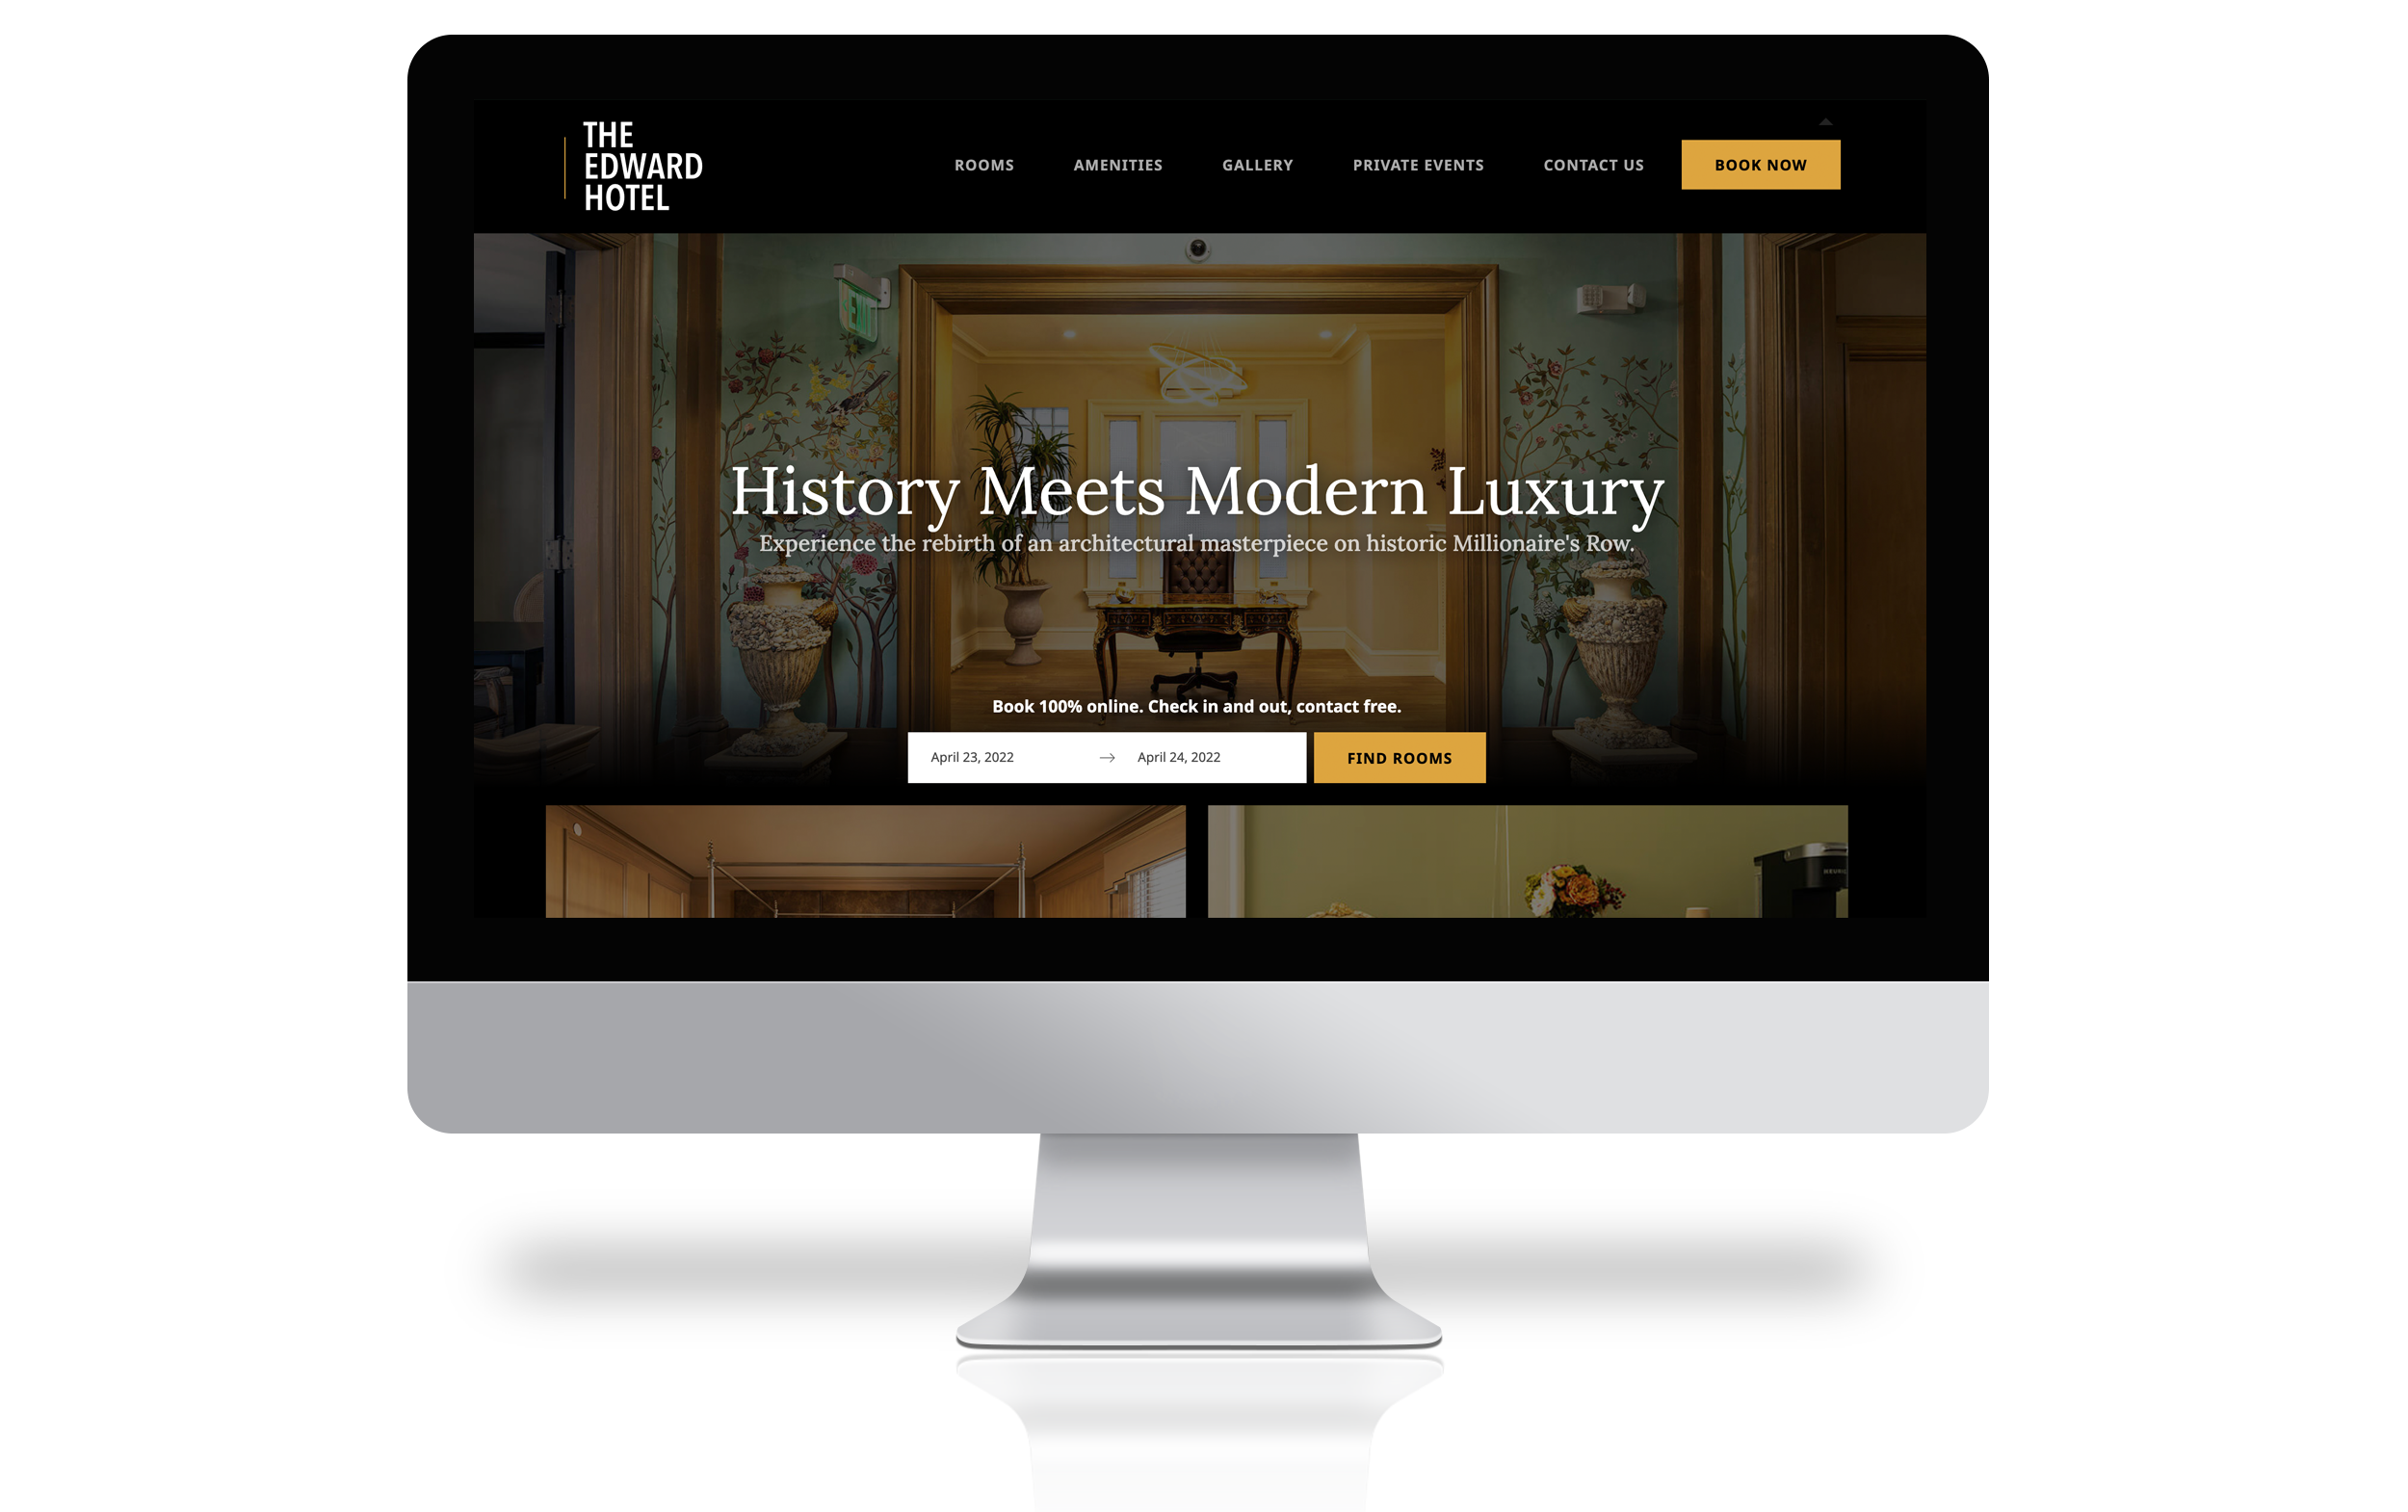 THE
EDWARD
HOTEL
ROOMS AMENITIES GALLERY PRIVATE EVENTS CONTACT US BOOK NOW
EXIT
History Meets Modern Luxury
Experience the rebirth of an architectural masterpiece on historic Millionaire's Row.
Book 100% online. Check in and out, contact free.
April 23, 2022 → April 24, 2022 FIND ROOMS